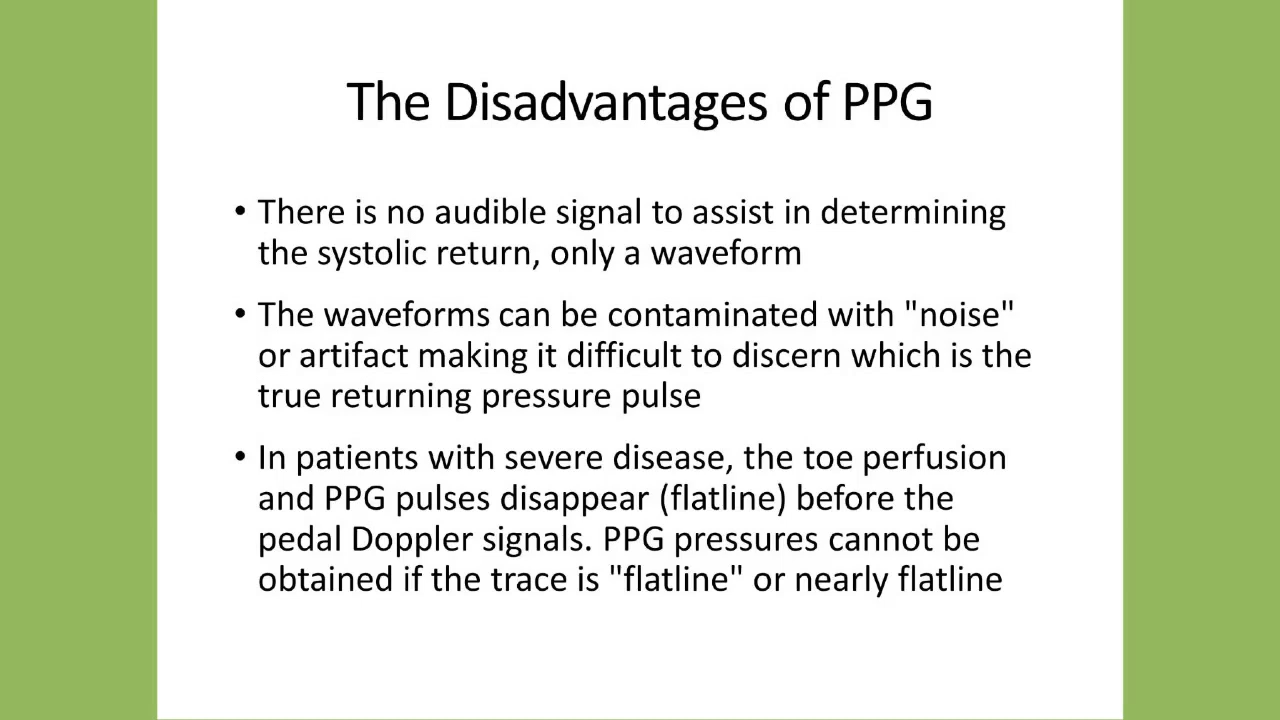 The Disadvantages of PPG
• There is no audible signal to assist in determining
the systolic return, only a waveform
• The waveforms can be contaminated with "noise"
or artifact making it difficult to discern which is the
true returning pressure pulse
• In patients with severe disease, the toe perfusion
and PPG pulses disappear (flatline) before the
pedal Doppler signals. PPG pressures cannot be
obtained if the trace is "flatline" or nearly flatline